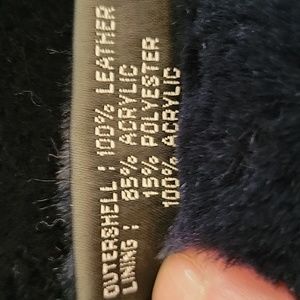 OUTERSHELL : 100% LEATHER
LINING : 85% ACRYLIC
15% POLYESTER
100% ACRYLIC